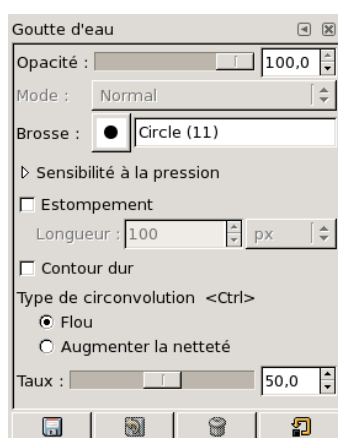 Goutte d'eau
Opacité : 100,0
Mode : Normal
Brosse : Circle (11)
Sensibilité à la pression
Estompement
Longueur : 100 px
Contour dur
Type de circonvolution <Ctrl>
Flou
Augmenter la netteté
Taux : 50,0